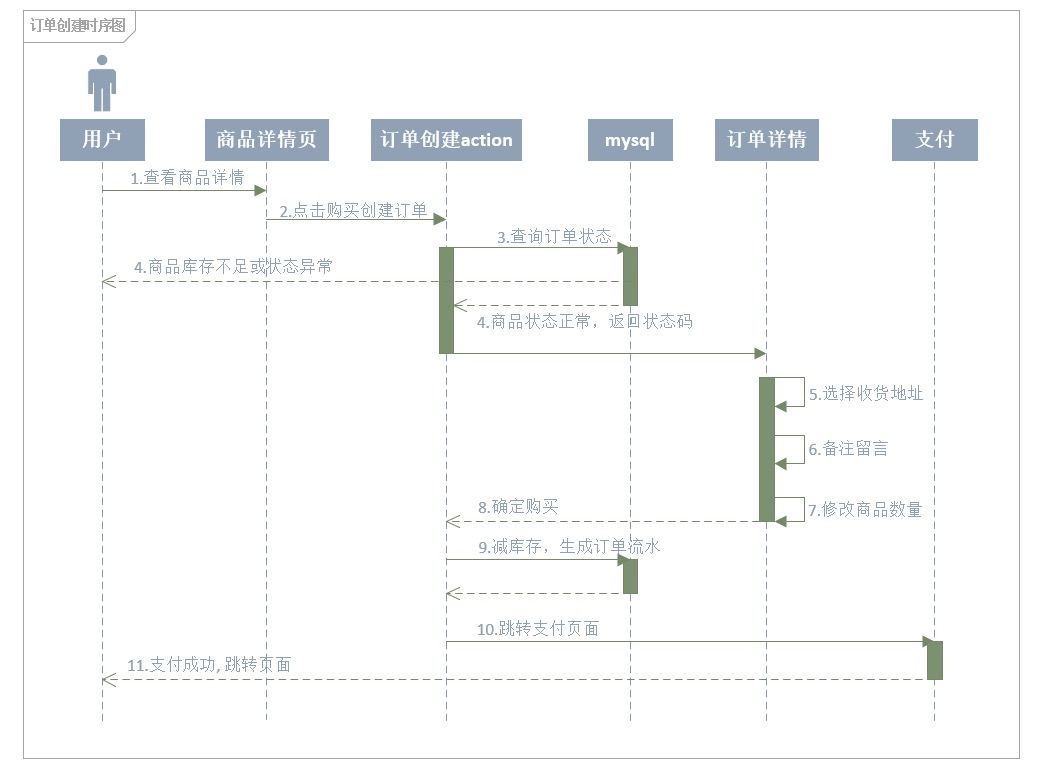 订单创建时序图
用户
商品详情页
订单创建action
mysql
订单详情
支付
1.查看商品详情
2.点击购买创建订单
3.查询订单状态
4.商品库存不足或状态异常
4.商品状态正常，返回状态码
5.选择收货地址
6.备注留言
8.确定购买
7.修改商品数量
9.减库存，生成订单流水
10.跳转支付页面
11.支付成功,跳转页面